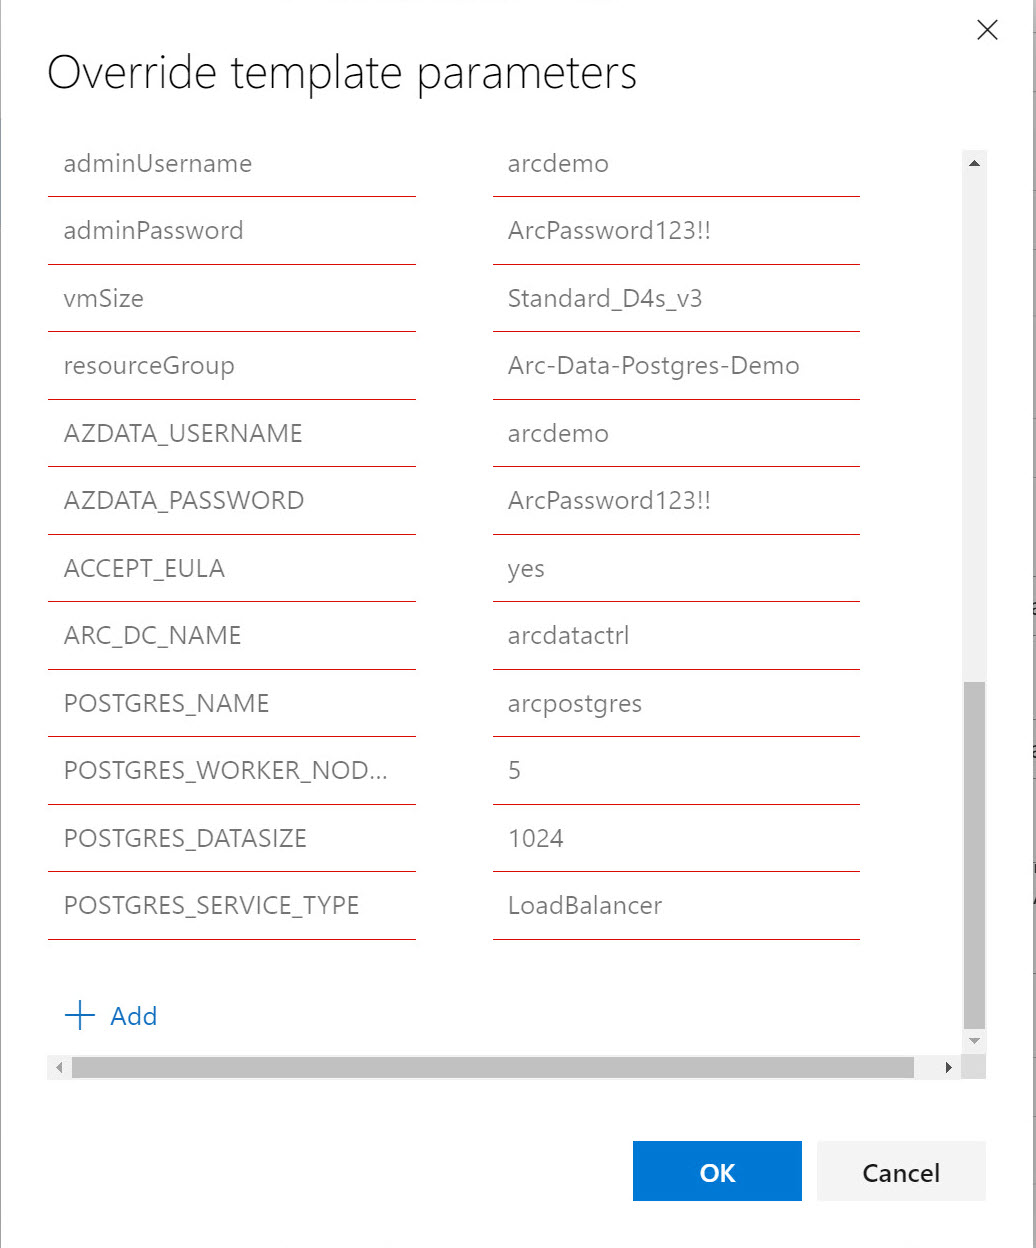 Override template parameters
adminUsername arcdemo
adminPassword ArcPassword123!!
vmSize Standard_D4s_v3
resourceGroup Arc-Data-Postgres-Demo
AZDATA_USERNAME arcdemo
AZDATA_PASSWORD ArcPassword123!!
ACCEPT_EULA yes
ARC_DC_NAME arcdatactrl
POSTGRES_NAME arcpostgres
POSTGRES_WORKER_NOD... 5
POSTGRES_DATASIZE 1024
POSTGRES_SERVICE_TYPE LoadBalancer
Add
OK Cancel